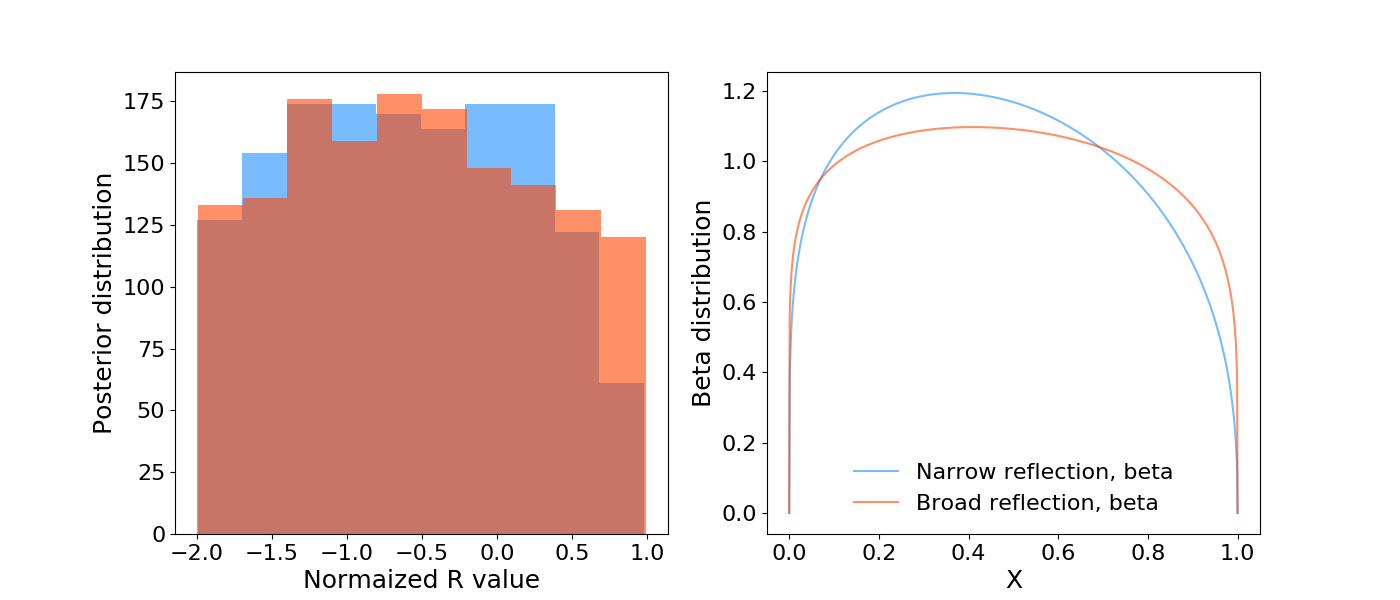 Posterior distribution
175
150
125
100
75
50
25
0
−2.0 −1.5 −1.0 −0.5 0.0 0.5 1.0
Normaized R value
Beta distribution
1.2
1.0
0.8
0.6
0.4
0.2
0.0
Narrow reflection, beta
Broad reflection, beta
0.0 0.2 0.4 0.6 0.8 1.0
X